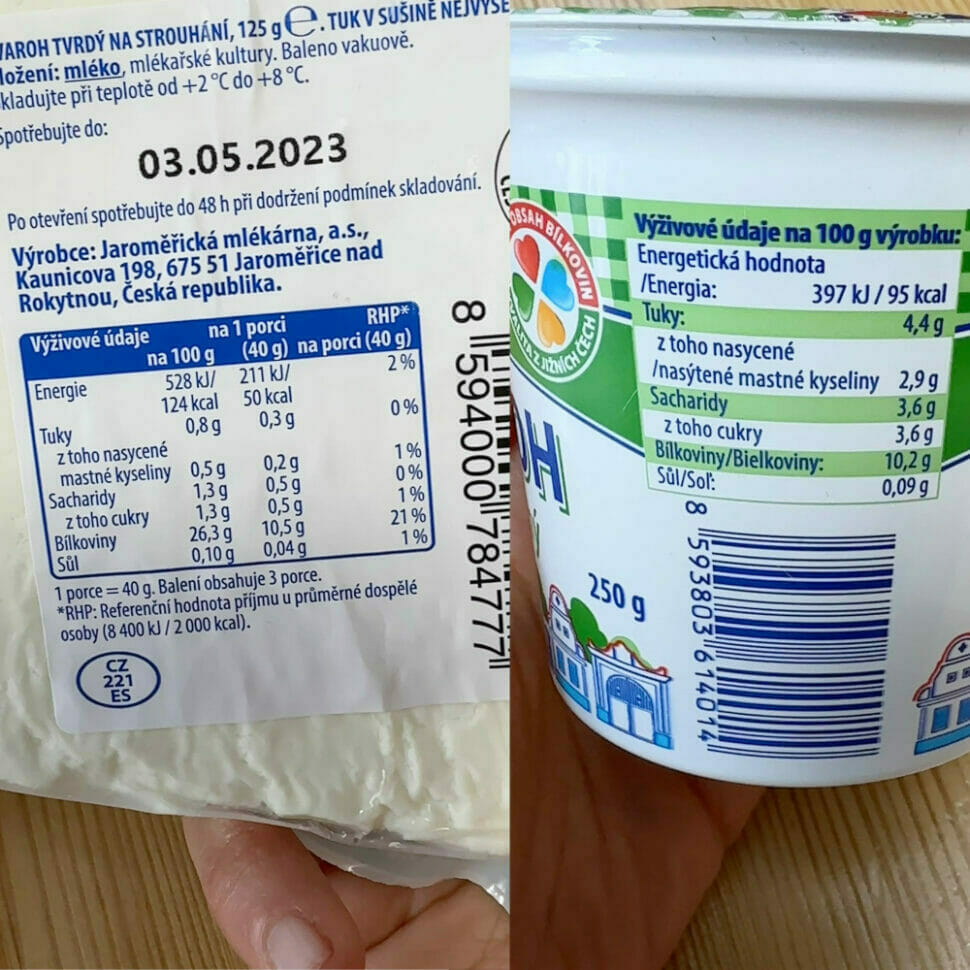 TVRDÝ NA STROUHÁNÍ, 125 g ℮. TUK V SUŠINĚ NEJVÝŠE
mléko, mlékařské kultury. Baleno vakuově.
při teplotě od +2 °C do +8 °C.
Spotřebujte do:
03.05.2023
Po otevření spotřebujte do 48 h při dodržení podmínek skladování.
Výrobce: Jaroměřická mlékárna, a.s.,
Kaunicova 198, 675 51 Jaroměřice nad
Rokytnou, Česká republika.
Výživové údaje na 100 g na 1 porci (40 g) RHP* na porci (40 g)
Energie 528 kJ/ 211 kJ/ 2 %
124 kcal 50 kcal
Tuky 0,8 g 0,3 g 0 %
z toho nasycené
mastné kyseliny 0,5 g 0,2 g 1 %
Sacharidy 1,3 g 0,5 g 0 %
z toho cukry 1,3 g 0,5 g 1 %
Bílkoviny 26,3 g 10,5 g 21 %
Sůl 0,10 g 0,04 g 1 %
1 porce = 40 g. Balení obsahuje 3 porce.
*RHP: Referenční hodnota příjmu u průměrné dospělé
osoby (8 400 kJ / 2 000 kcal).
CZ
221
ES
8 594000 784777
OBSAH BÍLKOVIN
Z JIŽNÍCH ČECH
Výživové údaje na 100 g výrobku:
Energetická hodnota
/Energia: 397 kJ / 95 kcal
Tuky: 4,4 g
z toho nasycené
/nasýtené mastné kyseliny 2,9 g
Sacharidy 3,6 g
z toho cukry 3,6 g
Bílkoviny/Bielkoviny: 10,2 g
Sůl/Soľ: 0,09 g
250 g
8 593803 614014